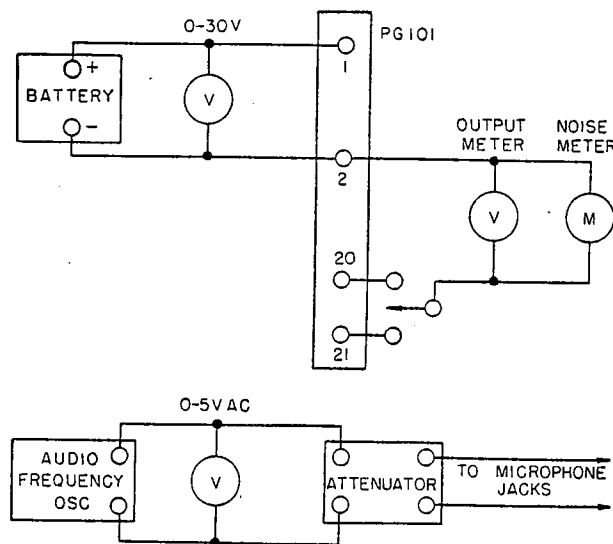 0-30V
PG101
+
1
BATTERY
V
-
OUTPUT
METER
NOISE
METER
2
V
M
20
21
0-5VAC
AUDIO
FREQUENCY
OSC
V
ATTENUATOR
TO MICROPHONE
JACKS